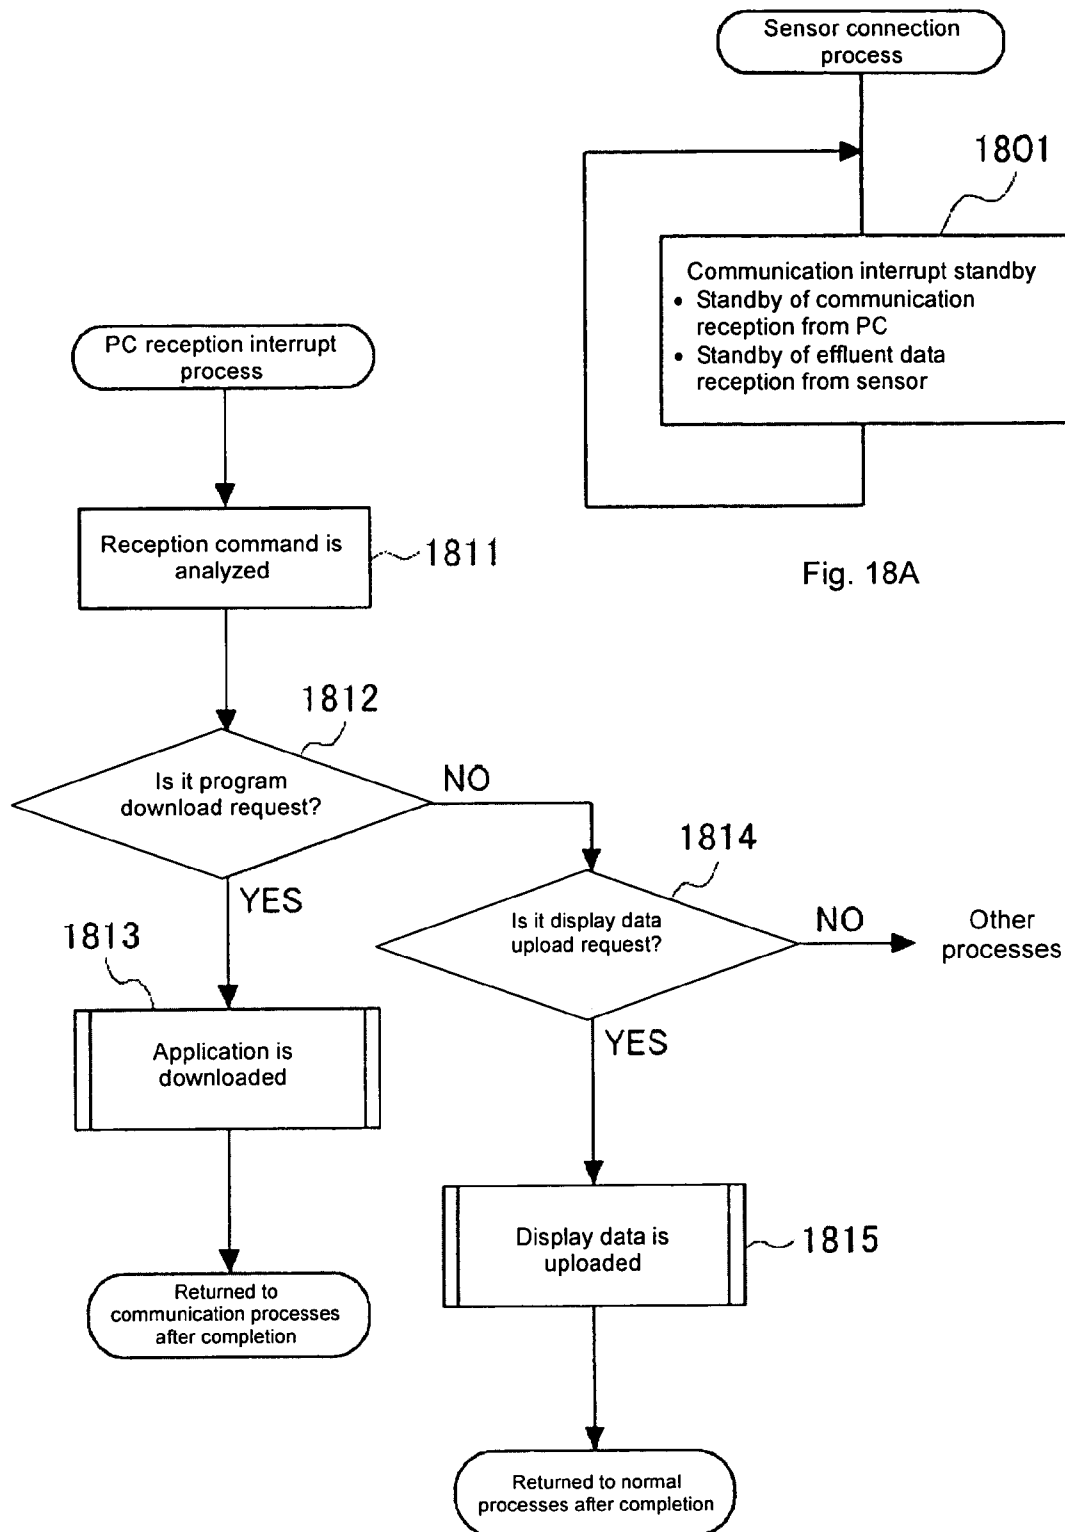 Sensor connection
process
1801
Communication interrupt standby
• Standby of communication
reception from PC
• Standby of effluent data
reception from sensor
Fig. 18A
PC reception interrupt
process
Reception command is
analyzed
1811
1812
Is it program
download request?
NO
YES
1814
Is it display data
upload request?
NO
Other
processes
YES
1813
Application is
downloaded
Display data is
uploaded
1815
Returned to
communication processes
after completion
Returned to normal
processes after completion